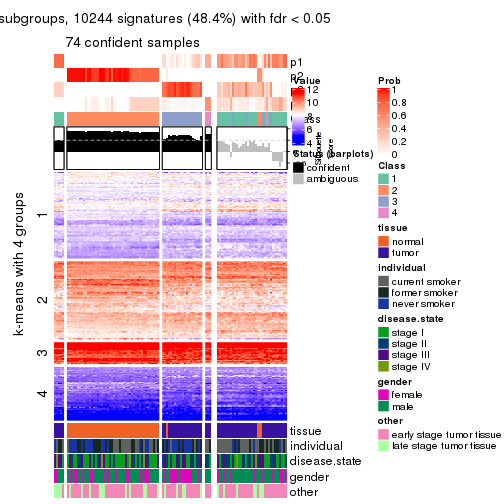 subgroups, 10244 signatures (48.4%) with fdr < 0.05
74 confident samples
p1
p2
Value
12
10
8
6
4
Prob
1
0.8
0.6
0.4
0.2
0
Status (barplots)
confident
ambiguous
Class
1
2
3
4
tissue
normal
tumor
individual
current smoker
former smoker
never smoker
disease.state
stage I
stage II
stage III
stage IV
gender
female
male
other
early stage tumor tissue
late stage tumor tissue
k-means with 4 groups
1
2
3
4
tissue
individual
disease.state
gender
other